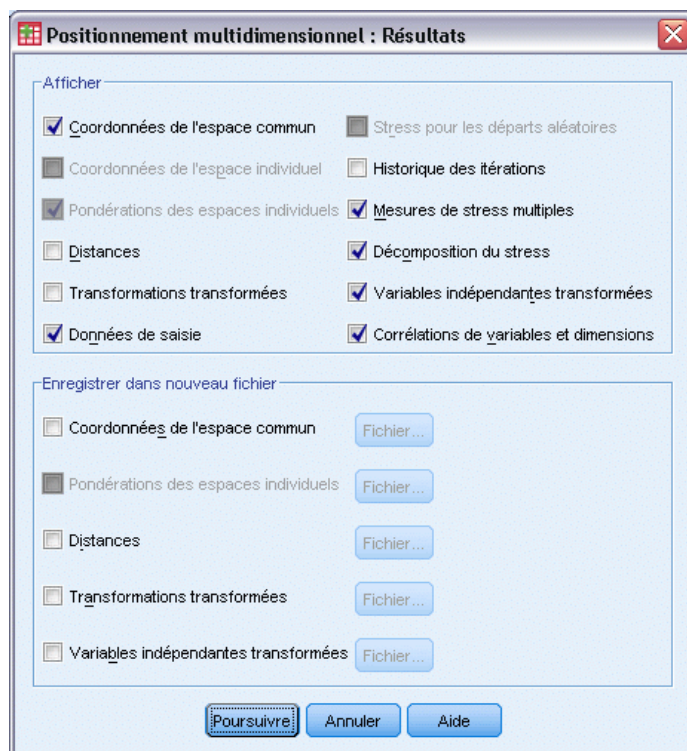 Positionnement multidimensionnel : Résultats
Afficher
Coordonnées de l'espace commun
Stress pour les départs aléatoires
Coordonnées de l'espace individuel
Historique des itérations
Pondérations des espaces individuels
Mesures de stress multiples
Distances
Décomposition du stress
Transformations transformées
Variables indépendantes transformées
Données de saisie
Corrélations de variables et dimensions
Enregistrer dans nouveau fichier
Coordonnées de l'espace commun
Fichier...
Pondérations des espaces individuels
Fichier...
Distances
Fichier...
Transformations transformées
Fichier...
Variables indépendantes transformées
Fichier...
Poursuivre
Annuler
Aide